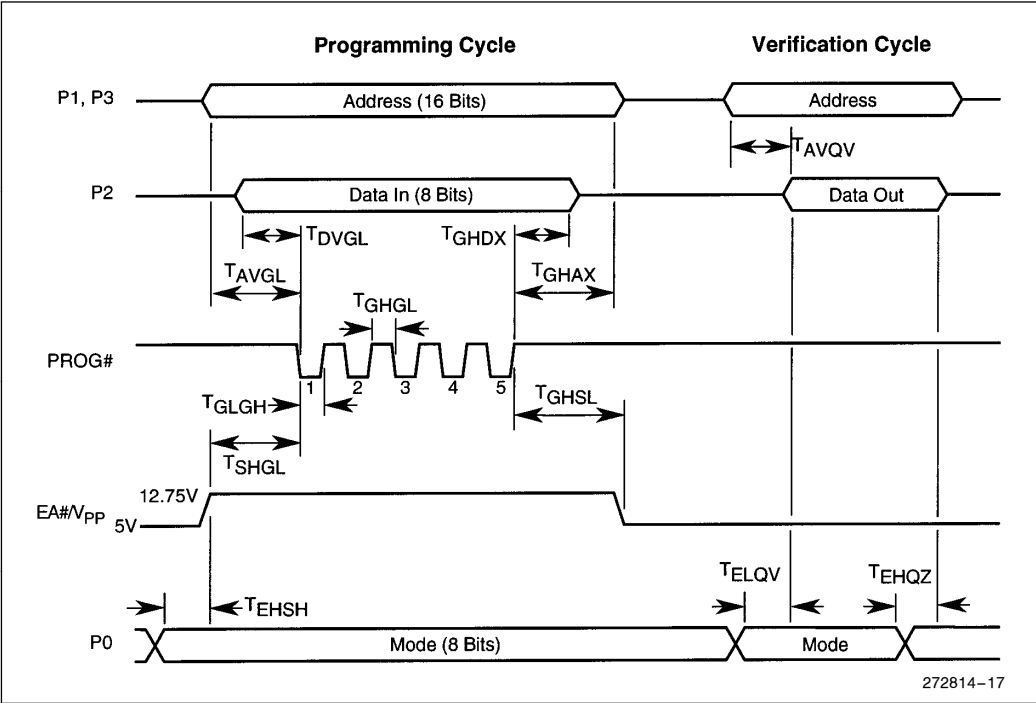 Programming Cycle
Verification Cycle
P1, P3
Address (16 Bits)
Address
TAVQV
P2
Data In (8 Bits)
Data Out
TDVGL
TGHDX
TAVGL
TGHAX
TGHGL
PROG#
1 2 3 4 5
TGLGH
TGHSL
TSHGL
12.75V
EA#/VPP
5V
TELQV
TEHQZ
TEHSH
P0
Mode (8 Bits)
Mode
272814-17